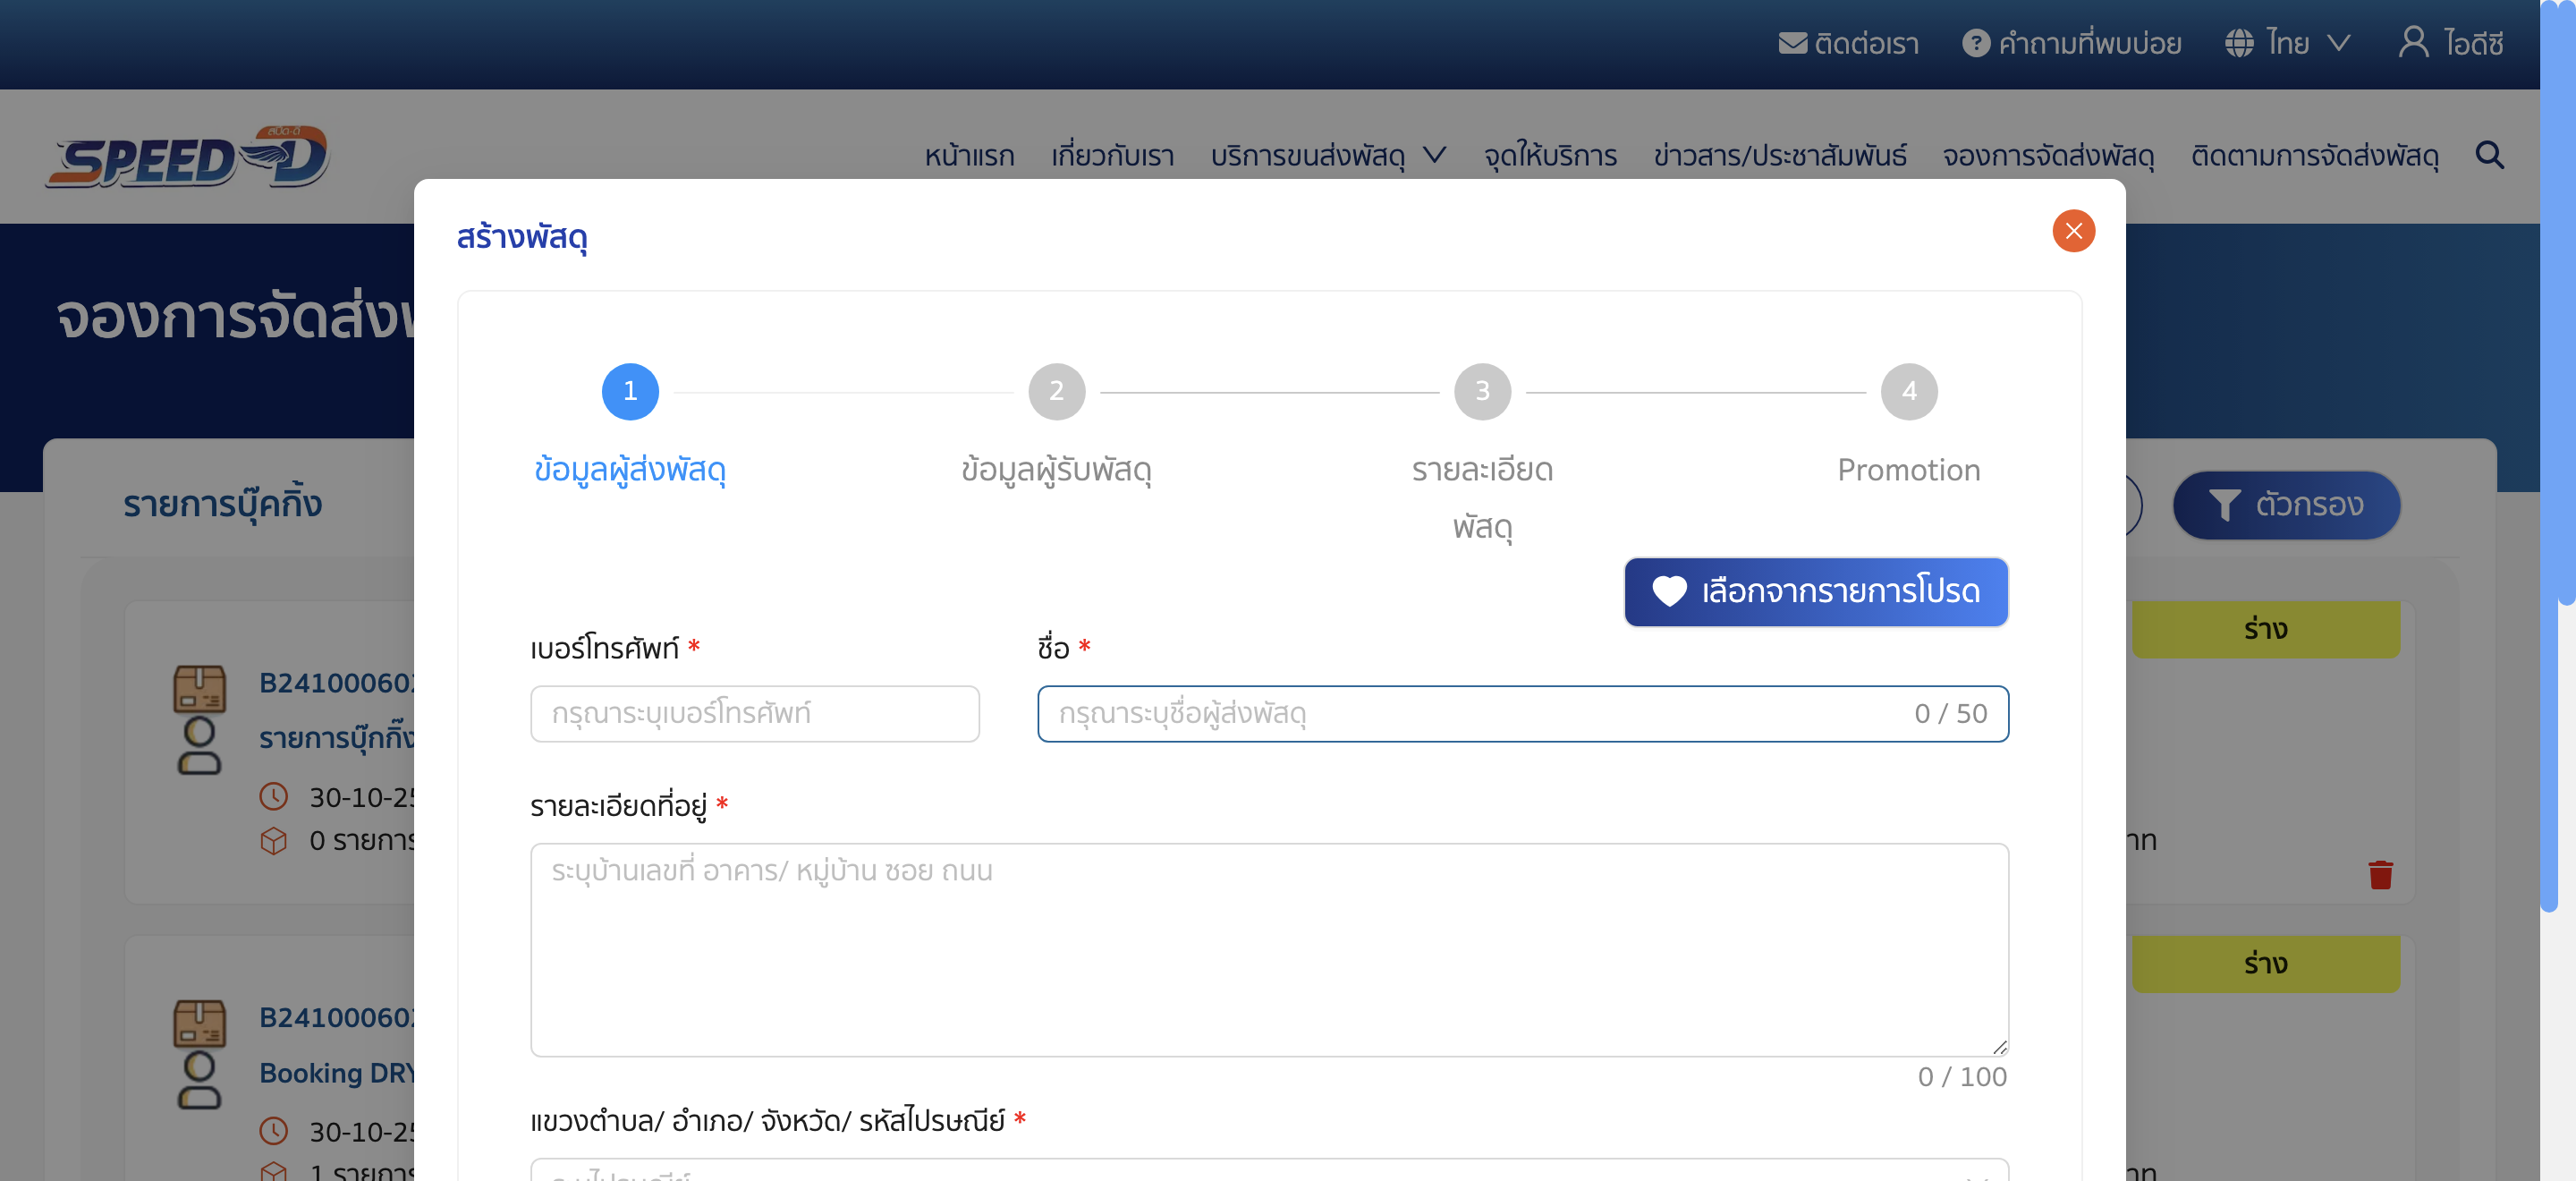 ติดต่อเรา
คำถามที่พบบ่อย
ไทย
ไอดีซี
SPEED-D
สปีด-ดี
หน้าแรก
เกี่ยวกับเรา
บริการขนส่งพัสดุ
จุดให้บริการ
ข่าวสาร/ประชาสัมพันธ์
จองการจัดส่งพัสดุ
ติดตามการจัดส่งพัสดุ
สร้างพัสดุ
จองการจัดส่งพ
1
2
3
4
ข้อมูลผู้ส่งพัสดุ
ข้อมูลผู้รับพัสดุ
รายละเอียด
พัสดุ
Promotion
รายการบุ๊คกิ้ง
ตัวกรอง
เลือกจากรายการโปรด
ร่าง
เบอร์โทรศัพท์ *
ชื่อ *
กรุณาระบุเบอร์โทรศัพท์
กรุณาระบุชื่อผู้ส่งพัสดุ
0 / 50
B24100060
รายการบุ๊กกิ้ง
30-10-25
0 รายการ
าท
รายละเอียดที่อยู่ *
ระบุบ้านเลขที่ อาคาร/ หมู่บ้าน ซอย ถนน
0 / 100
ร่าง
B24100060
Booking DRY
30-10-25
1 รายการ
าท
แขวงตำบล/ อำเภอ/ จังหวัด/ รหัสไปรษณีย์ *